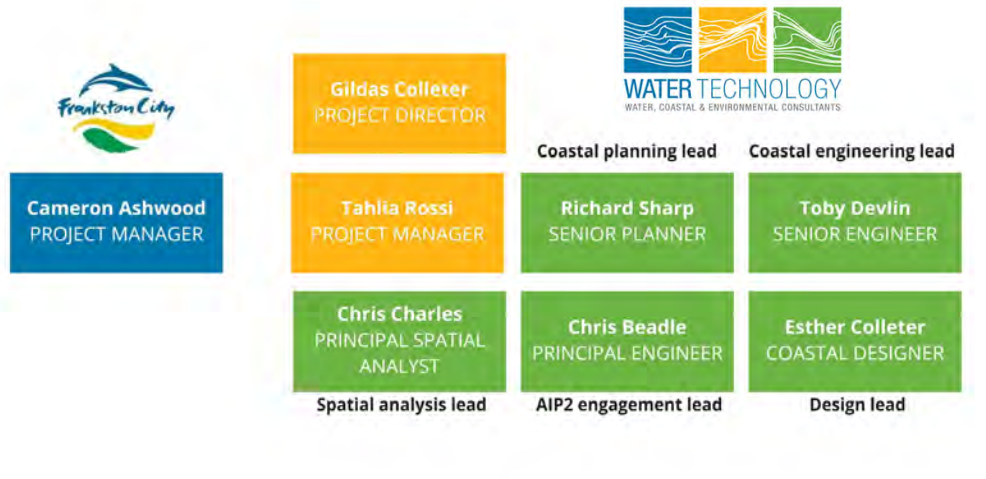 Frankston City
WATER TECHNOLOGY
WATER, COASTAL & ENVIRONMENTAL CONSULTANTS
Gildas Colleter
PROJECT DIRECTOR
Coastal planning lead
Coastal engineering lead
Cameron Ashwood
PROJECT MANAGER
Tahlia Rossi
PROJECT MANAGER
Richard Sharp
SENIOR PLANNER
Toby Devlin
SENIOR ENGINEER
Chris Charles
PRINCIPAL SPATIAL
ANALYST
Chris Beadle
PRINCIPAL ENGINEER
Esther Colleter
COASTAL DESIGNER
Spatial analysis lead
AIP2 engagement lead
Design lead